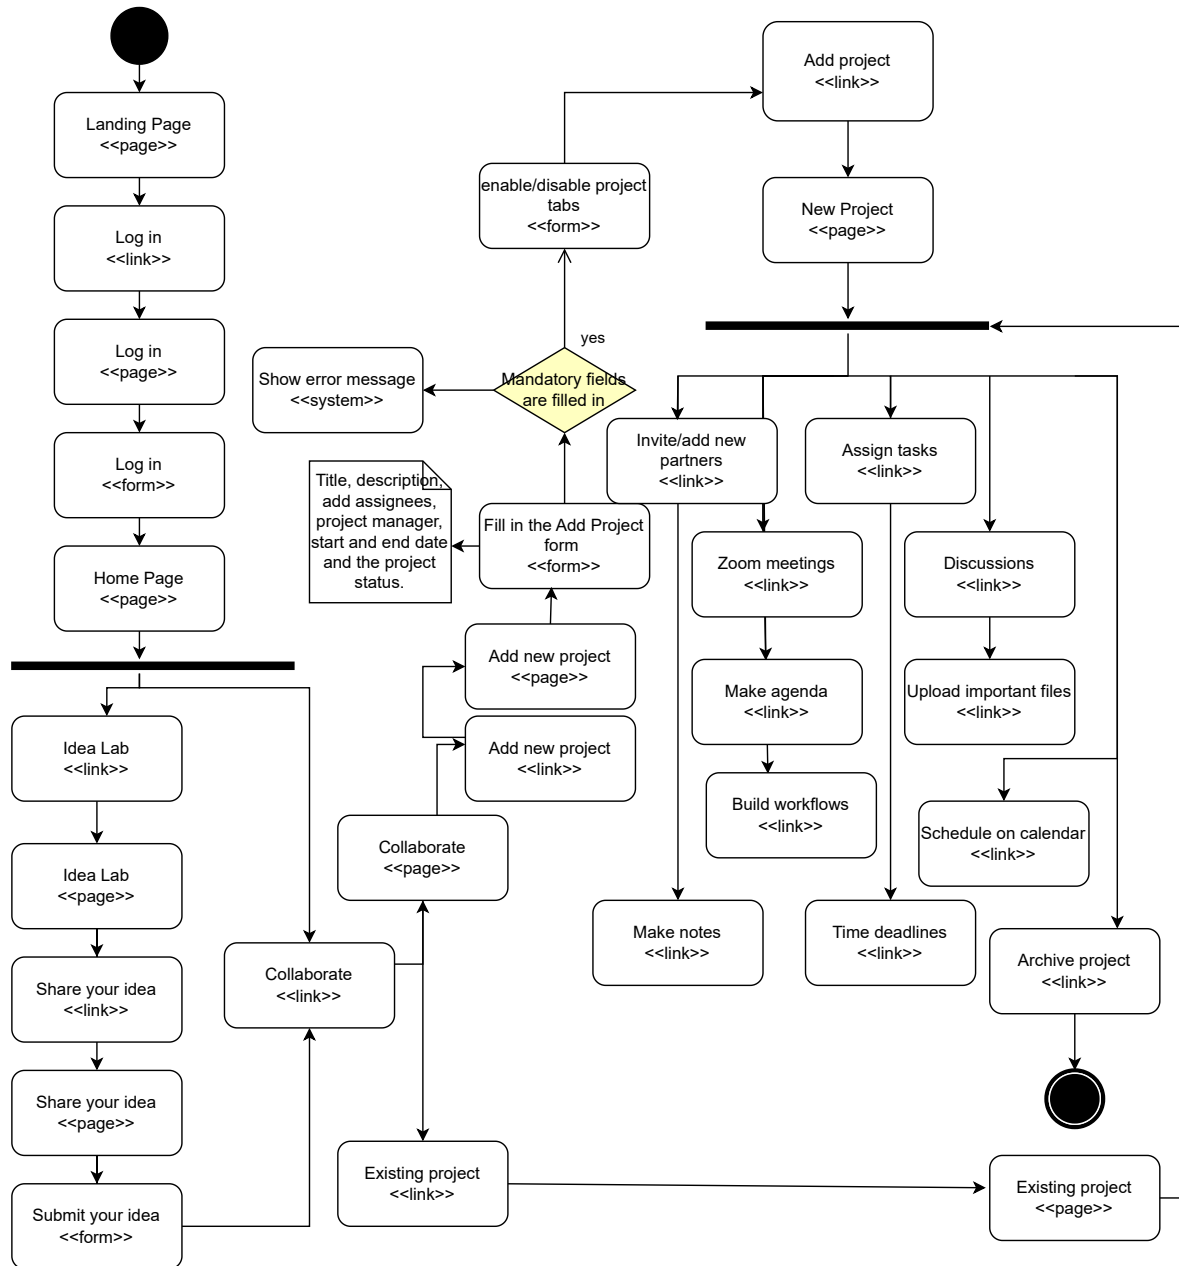 Landing Page
<<page>>
Log in
<<link>>
Log in
<<page>>
Log in
<<form>>
Home Page
<<page>>
Idea Lab
<<link>>
Idea Lab
<<page>>
Share your idea
<<link>>
Share your idea
<<page>>
Submit your idea
<<form>>
Collaborate
<<link>>
Collaborate
<<page>>
Existing project
<<link>>
Existing project
<<page>>
Add new project
<<link>>
Add new project
<<page>>
Fill in the Add Project
form
<<form>>
Title, description,
add assignees,
project manager,
start and end date
and the project
status.
Mandatory fields
are filled in
Show error message
<<system>>
yes
enable/disable project
tabs
<<form>>
Add project
<<link>>
New Project
<<page>>
Invite/add new
partners
<<link>>
Assign tasks
<<link>>
Zoom meetings
<<link>>
Discussions
<<link>>
Make agenda
<<link>>
Upload important files
<<link>>
Build workflows
<<link>>
Schedule on calendar
<<link>>
Make notes
<<link>>
Time deadlines
<<link>>
Archive project
<<link>>